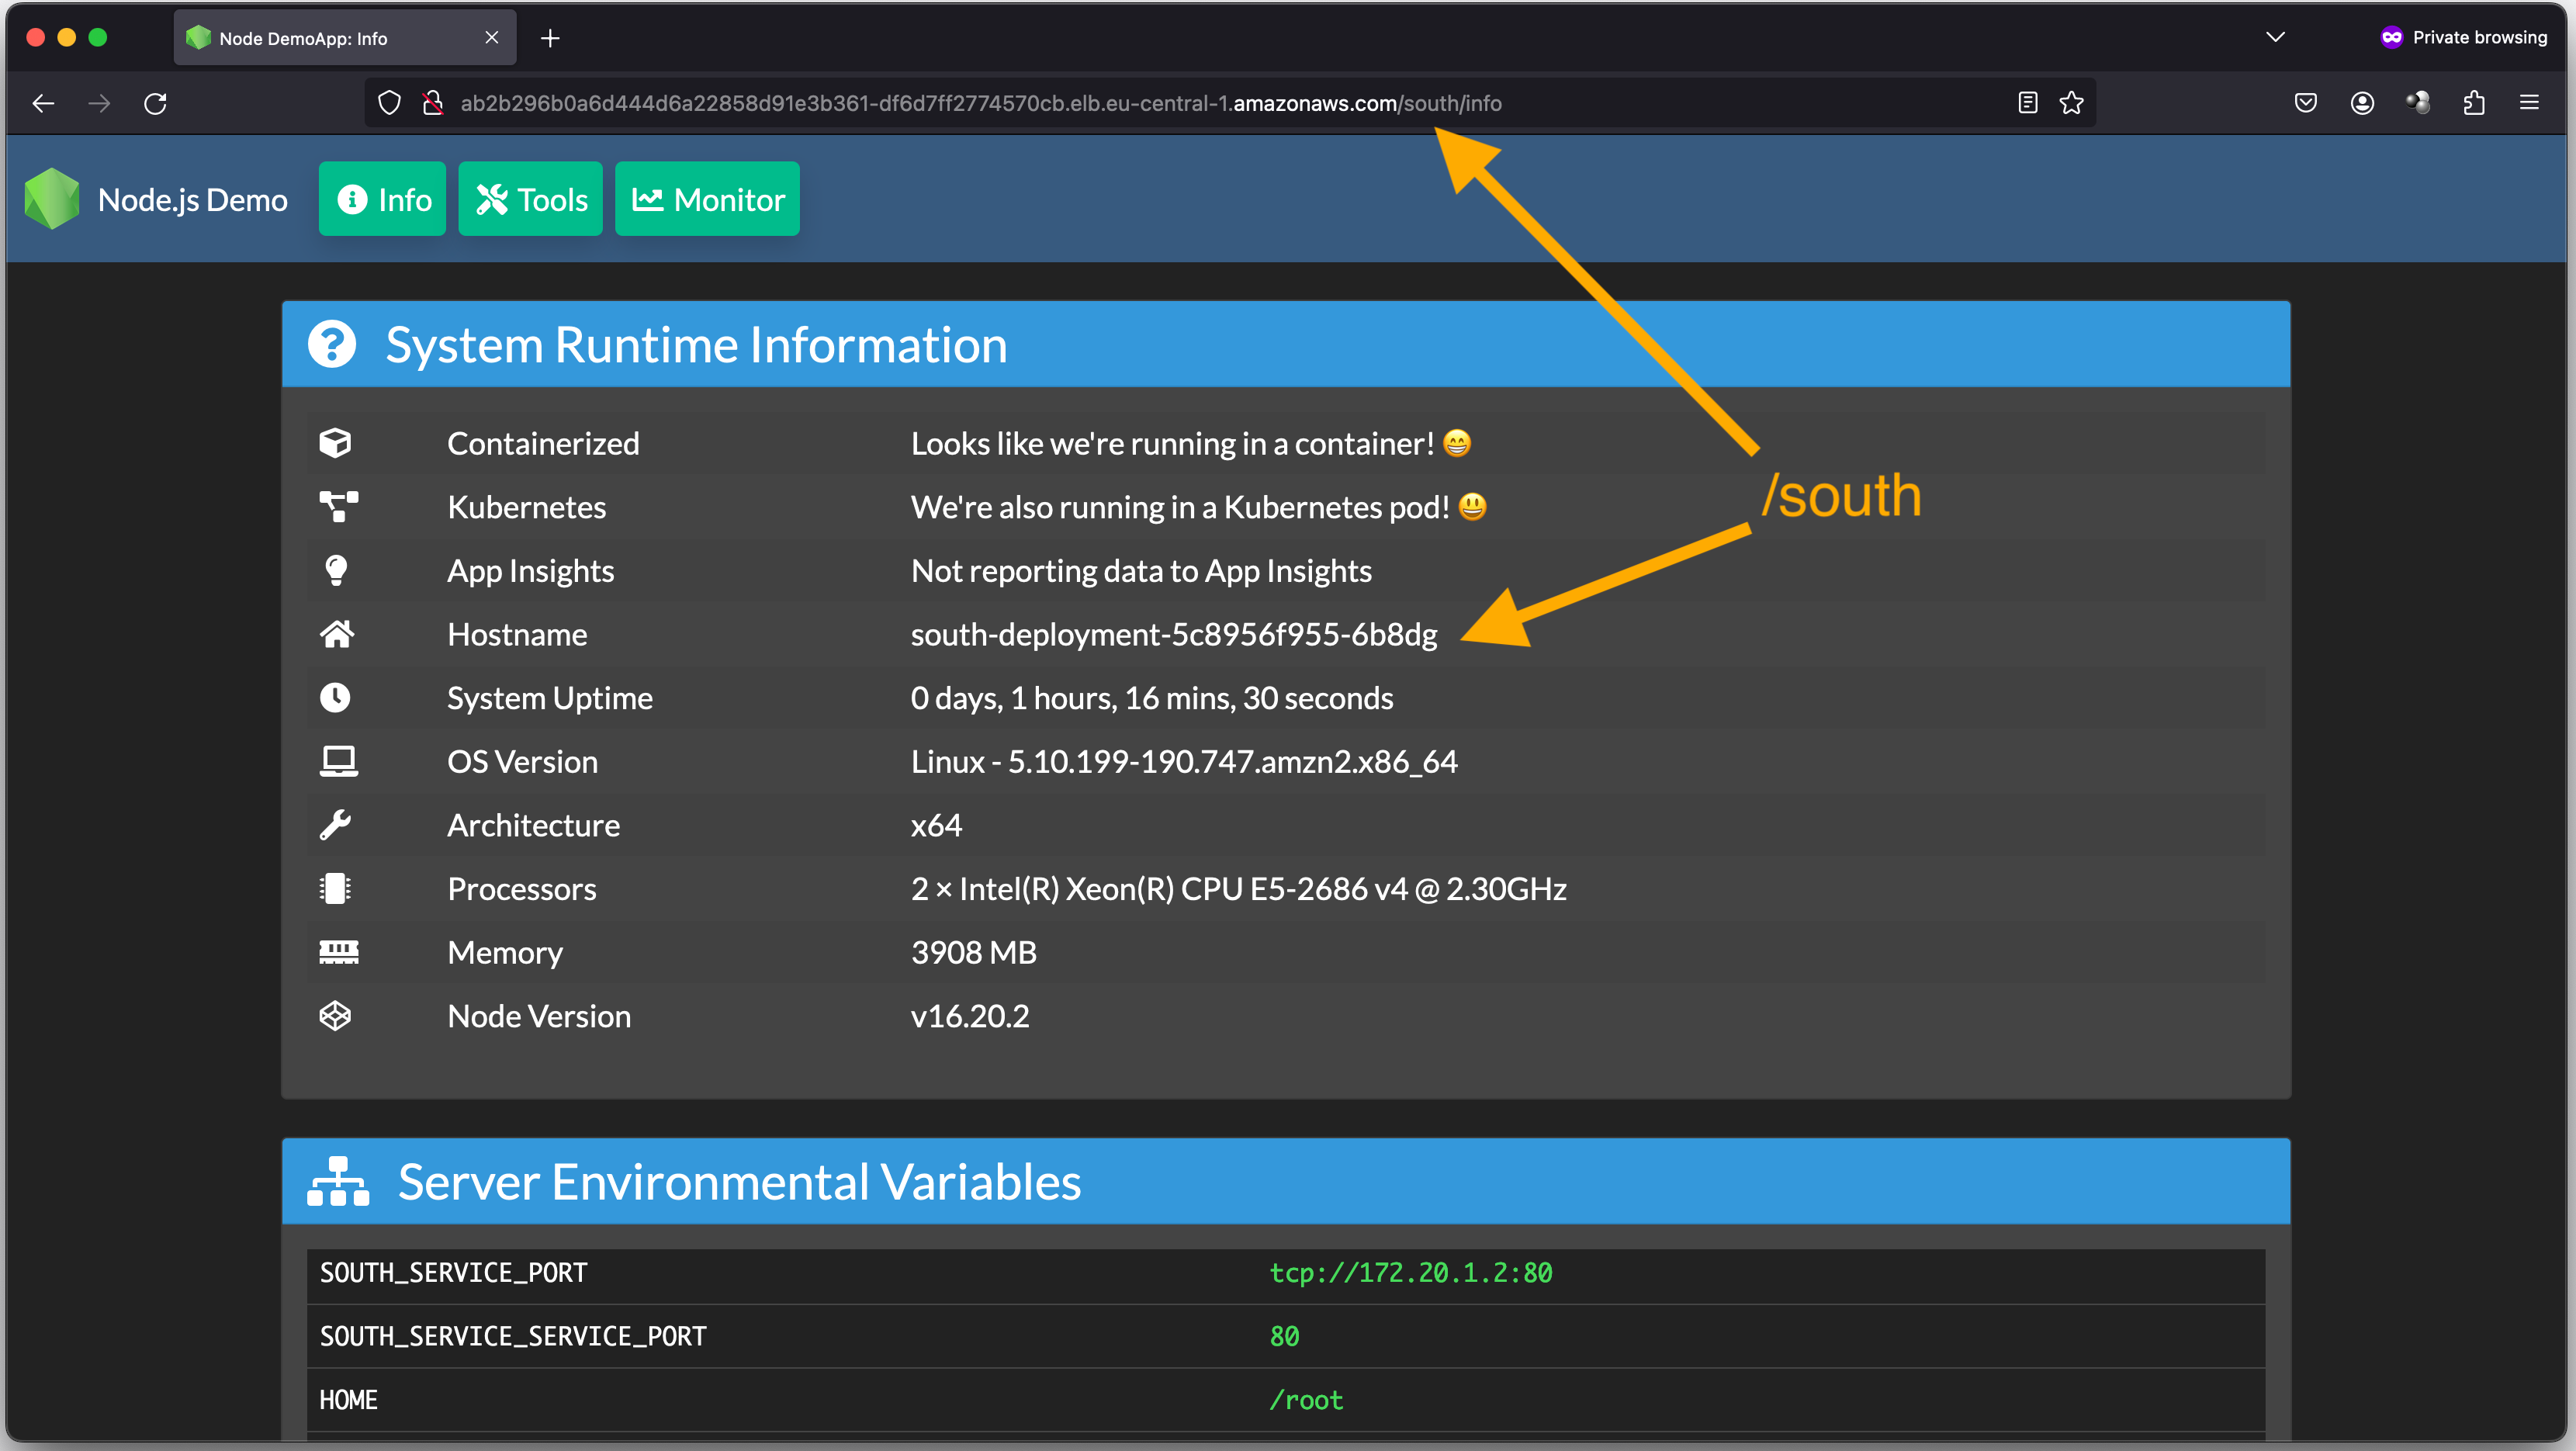 Node DemoApp: Info
Private browsing
ab2b296b0a6d444d6a22858d91e3b361-df6d7ff2774570cb.elb.eu-central-1.amazonaws.com/south/info
Node.js Demo
Info
Tools
Monitor
System Runtime Information
Containerized Looks like we're running in a container! 😄
Kubernetes We're also running in a Kubernetes pod! 😃
/south
App Insights Not reporting data to App Insights
Hostname south-deployment-5c8956f955-6b8dg
System Uptime 0 days, 1 hours, 16 mins, 30 seconds
OS Version Linux - 5.10.199-190.747.amzn2.x86_64
Architecture x64
Processors 2 × Intel(R) Xeon(R) CPU E5-2686 v4 @ 2.30GHz
Memory 3908 MB
Node Version v16.20.2
Server Environmental Variables
SOUTH_SERVICE_PORT tcp://172.20.1.2:80
SOUTH_SERVICE_SERVICE_PORT 80
HOME /root